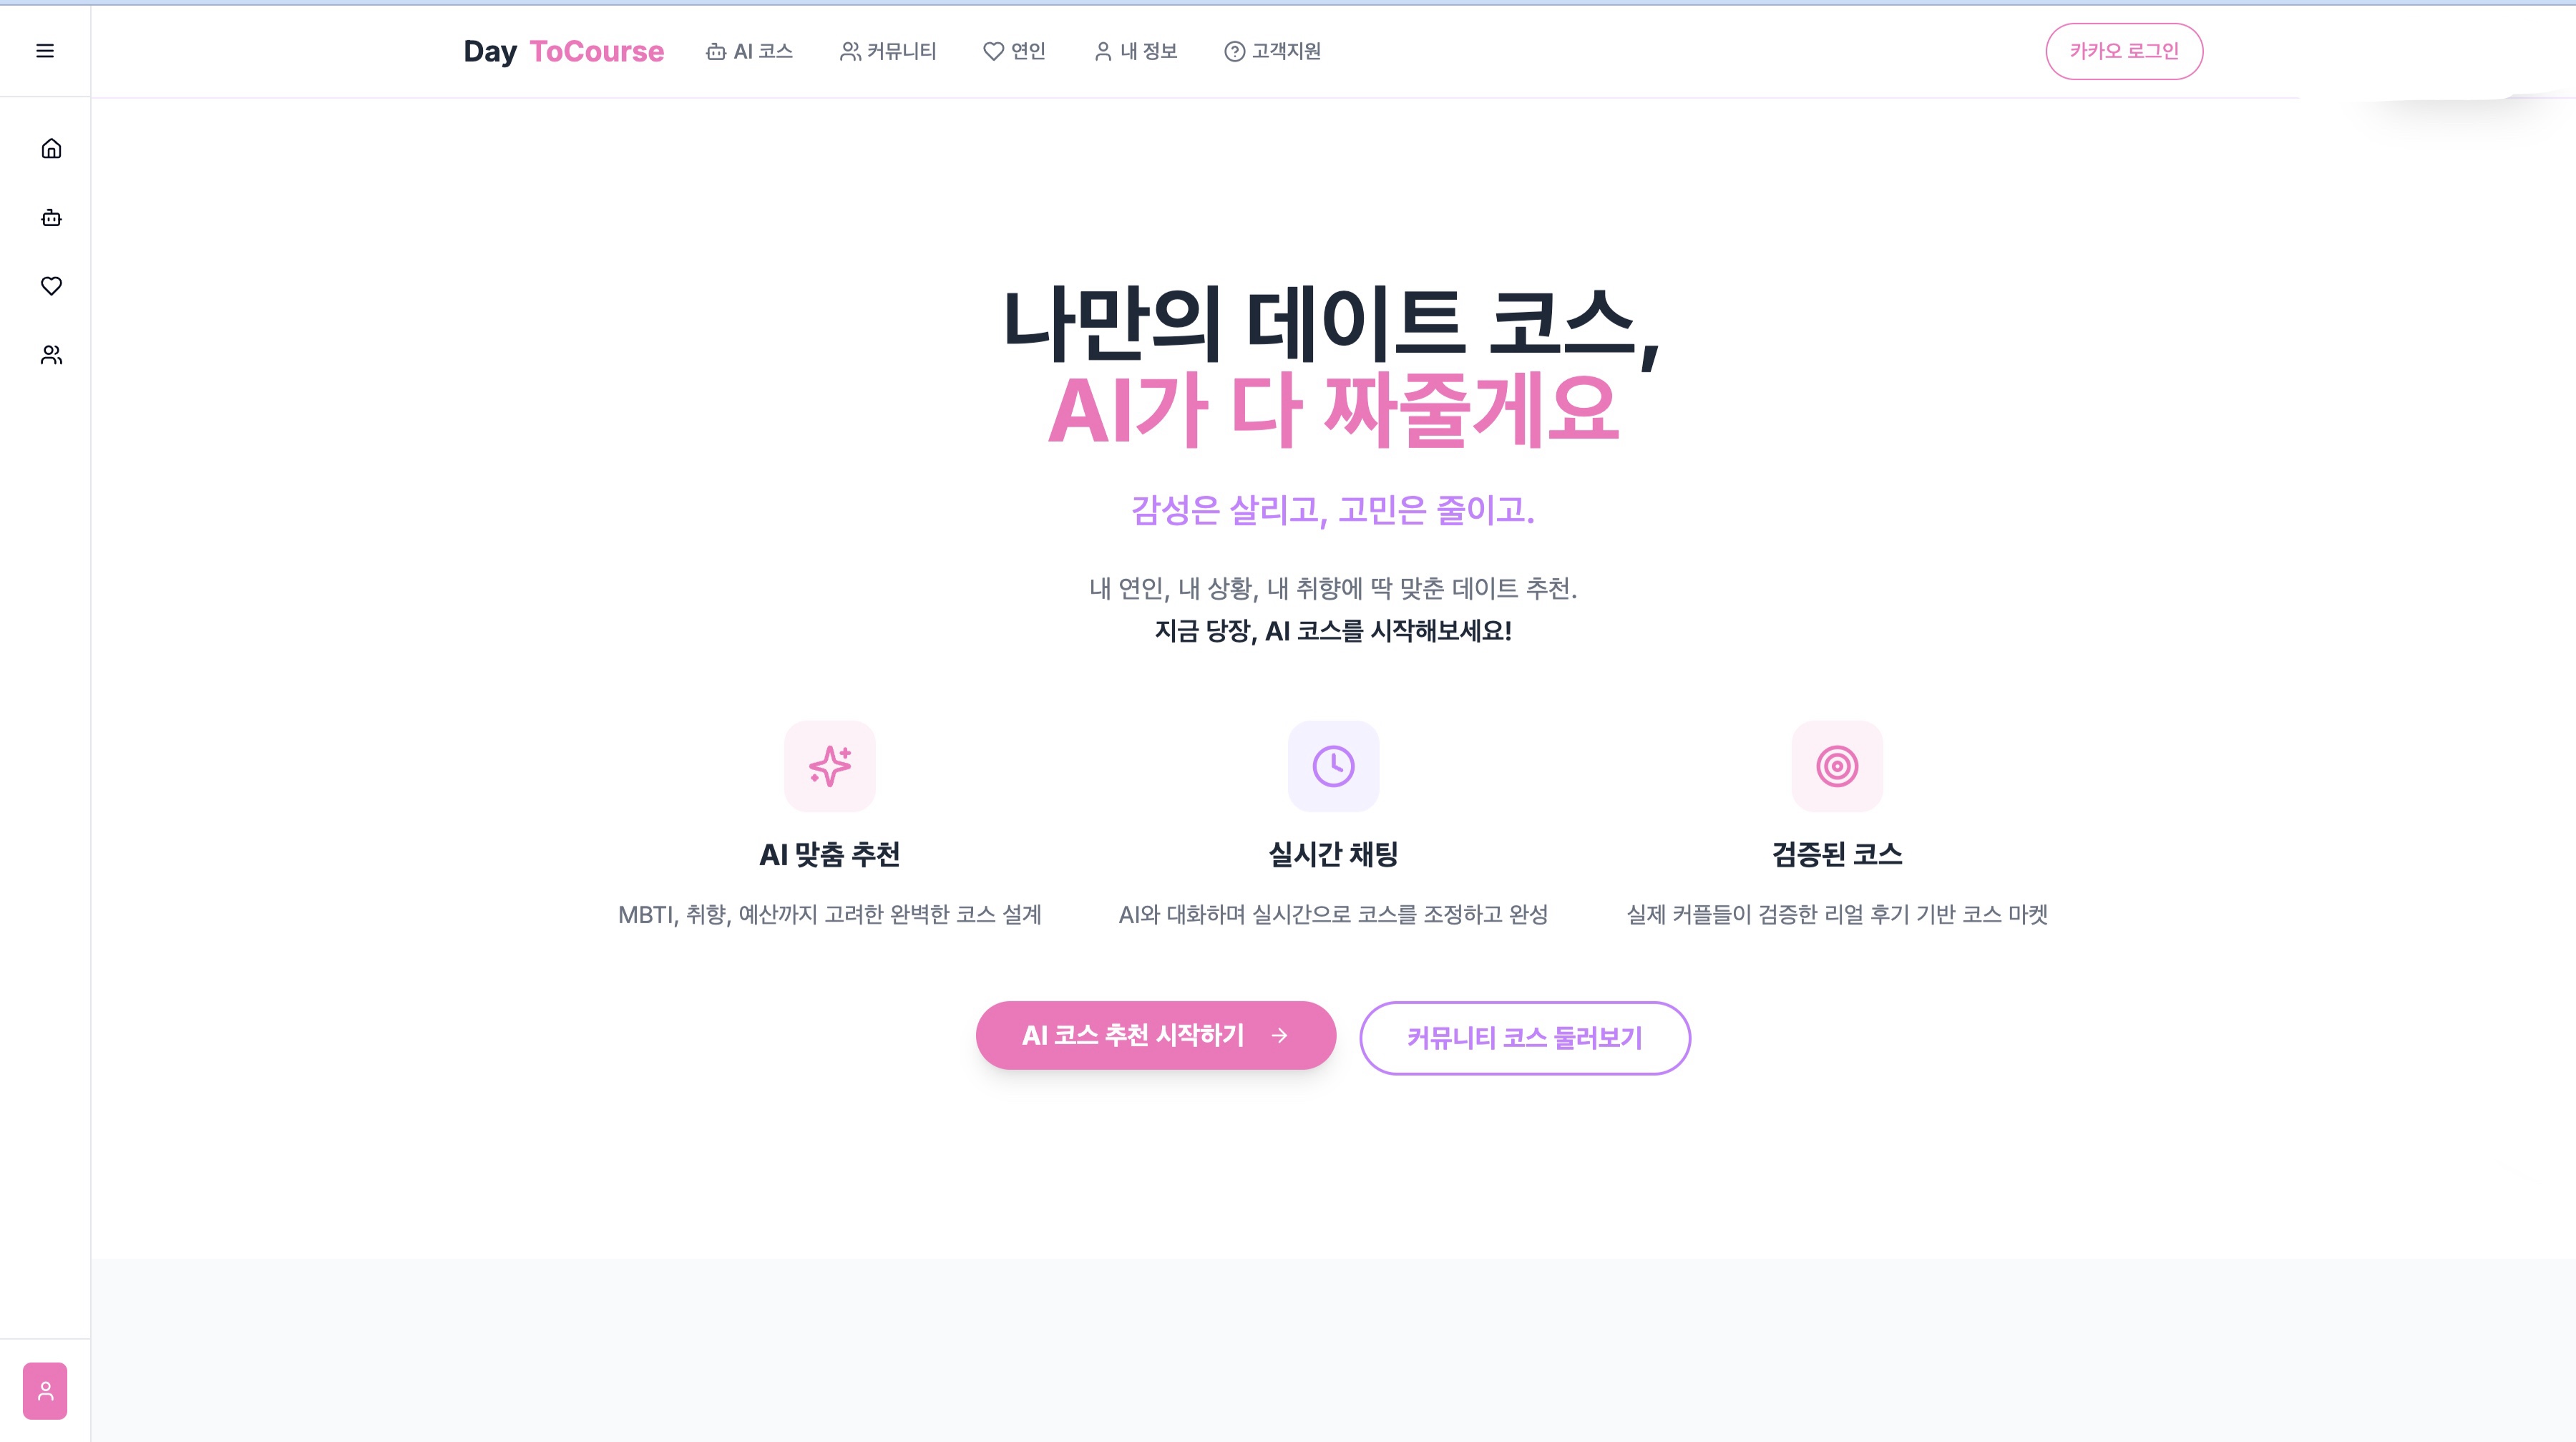 Day ToCourse AI 코스 커뮤니티 연인 내 정보 고객지원 카카오 로그인
나만의 데이트 코스,
AI가 다 짜줄게요
감성은 살리고, 고민은 줄이고.
내 연인, 내 상황, 내 취향에 딱 맞춘 데이트 추천.
지금 당장, AI 코스를 시작해보세요!
AI 맞춤 추천
MBTI, 취향, 예산까지 고려한 완벽한 코스 설계
실시간 채팅
AI와 대화하며 실시간으로 코스를 조정하고 완성
검증된 코스
실제 커플들이 검증한 리얼 후기 기반 코스 마켓
AI 코스 추천 시작하기
커뮤니티 코스 둘러보기